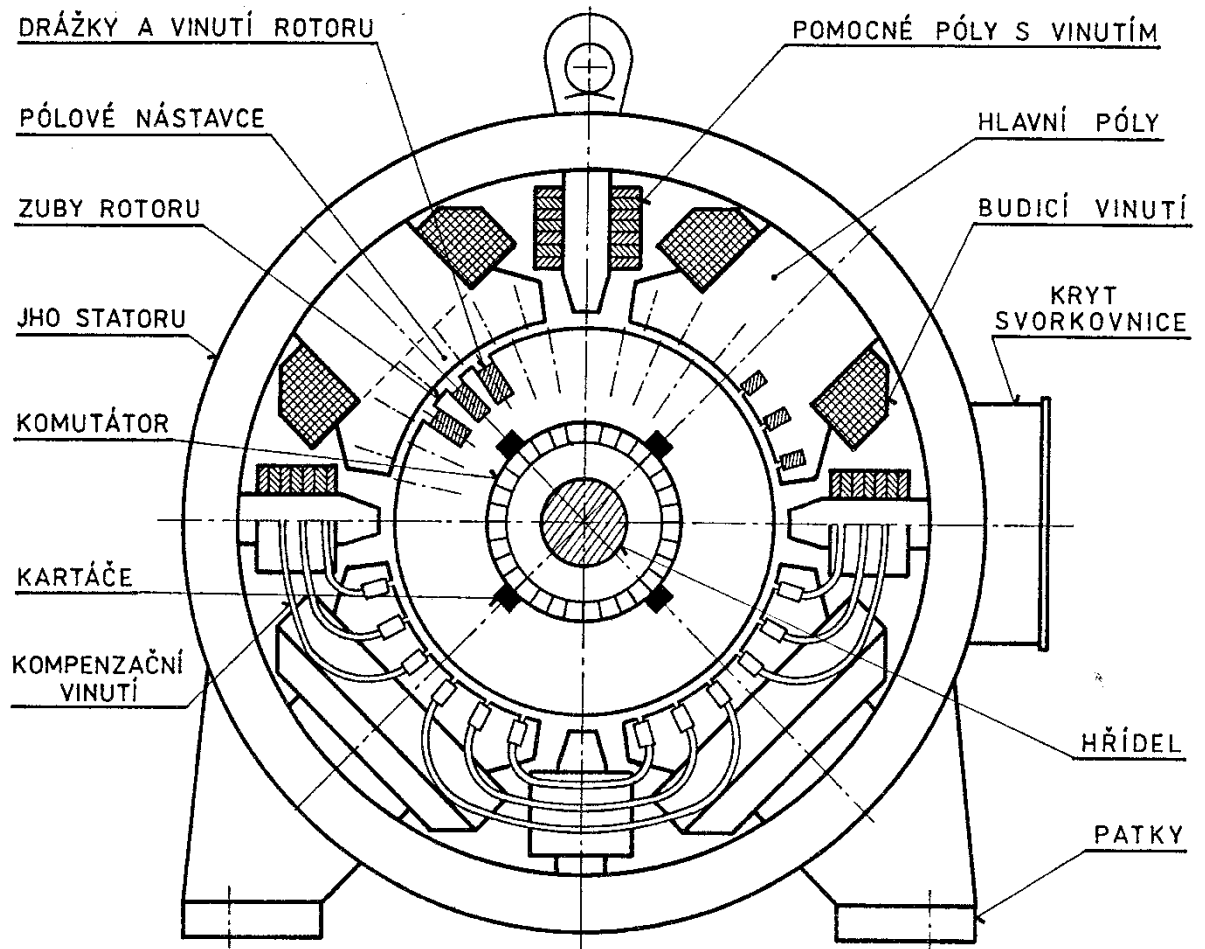 DRÁŽKY A VINUTÍ ROTORU
PÓLOVÉ NÁSTAVCE
ZUBY ROTORU
JHO STATORU
KOMUTÁTOR
KARTÁČE
KOMPENZAČNÍ
VINUTÍ
POMOCNÉ PÓLY S VINUTÍM
HLAVNÍ PÓLY
BUDICÍ VINUTÍ
KRYT
SVORKOVNICE
HŘÍDEL
PATKY